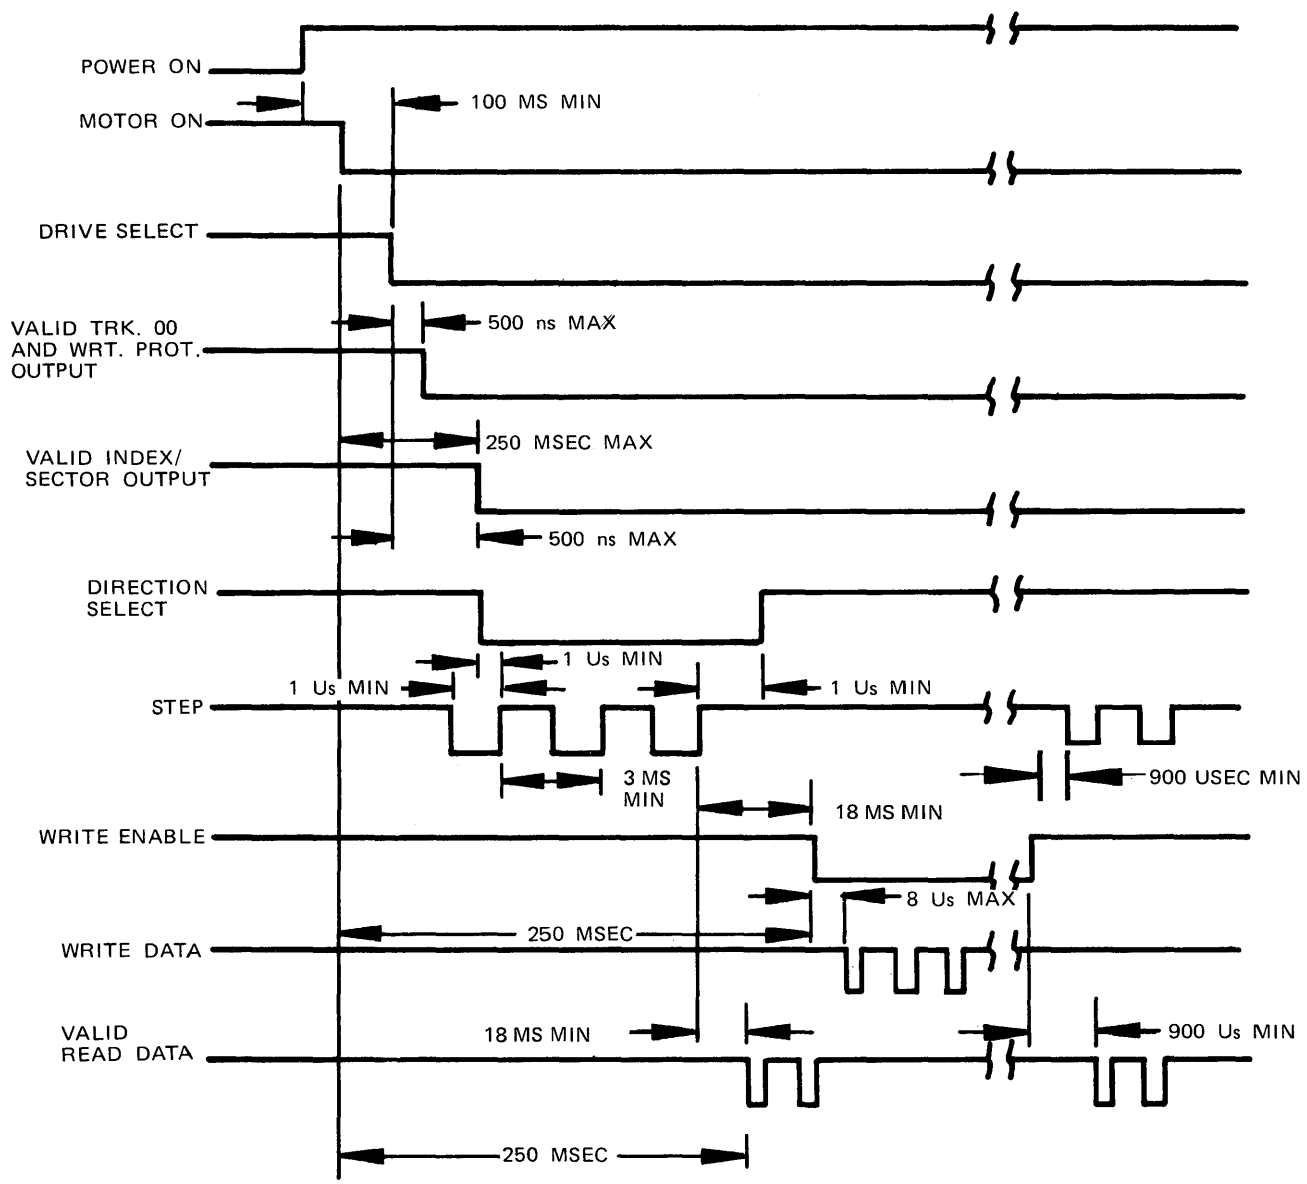 POWER ON
100 MS MIN
MOTOR ON
DRIVE SELECT
500 ns MAX
VALID TRK. 00
AND WRT. PROT.
OUTPUT
250 MSEC MAX
VALID INDEX/
SECTOR OUTPUT
500 ns MAX
DIRECTION
SELECT
1 Us MIN
1 Us MIN
1 Us MIN
STEP
3 MS
MIN
900 USEC MIN
18 MS MIN
WRITE ENABLE
8 Us MAX
250 MSEC
WRITE DATA
18 MS MIN
900 Us MIN
VALID
READ DATA
250 MSEC